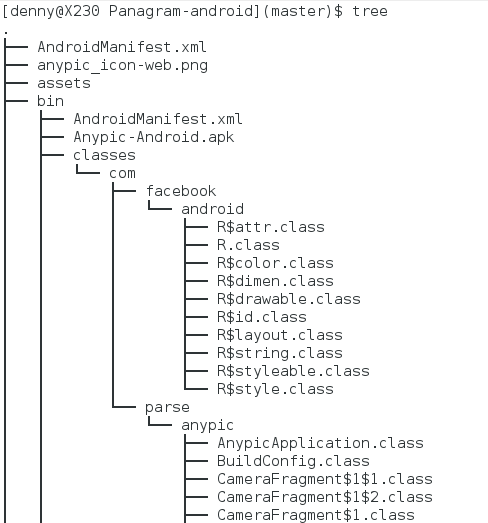 [denny@X230 Panagram-android](master)$ tree
.
├── AndroidManifest.xml
├── anypic_icon-web.png
├── assets
├── bin
│   ├── AndroidManifest.xml
│   ├── Anypic-Android.apk
│   ├── classes
│   │   └── com
│   │       ├── facebook
│   │       │   └── android
│   │       │       ├── R$attr.class
│   │       │       ├── R.class
│   │       │       ├── R$color.class
│   │       │       ├── R$dimen.class
│   │       │       ├── R$drawable.class
│   │       │       ├── R$id.class
│   │       │       ├── R$layout.class
│   │       │       ├── R$string.class
│   │       │       ├── R$styleable.class
│   │       │       └── R$style.class
│   │       └── parse
│   │           └── anypic
│   │               ├── AnypicApplication.class
│   │               ├── BuildConfig.class
│   │               ├── CameraFragment$1$1.class
│   │               ├── CameraFragment$1$2.class
│   │               ├── CameraFragment$1.class